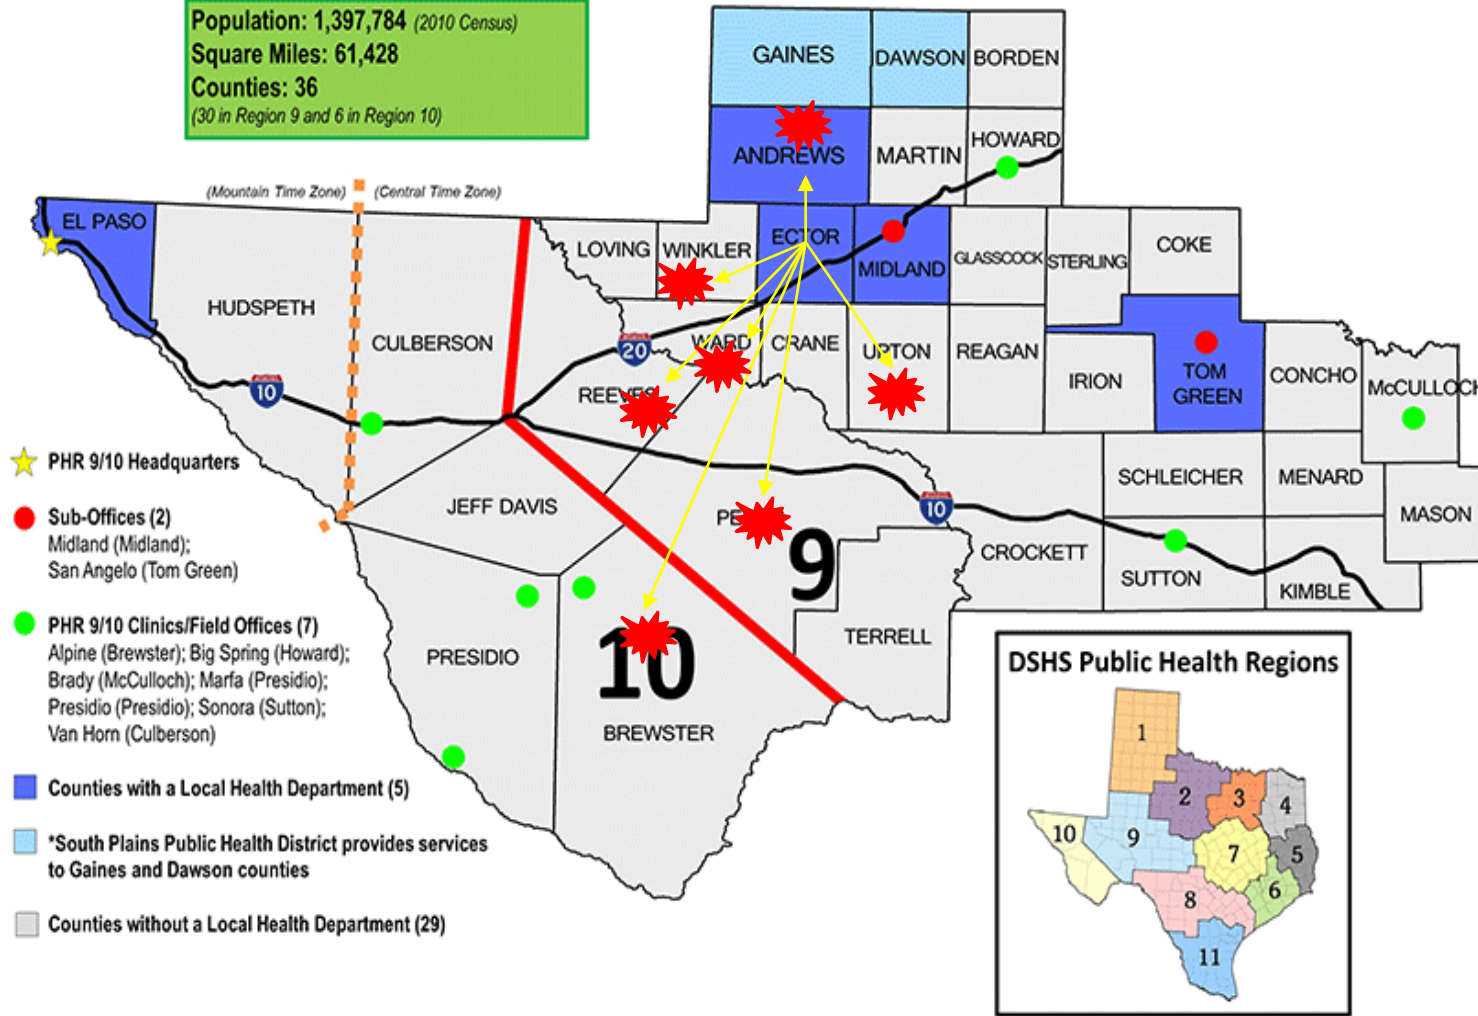 Population: 1,397,784 (2010 Census)
Square Miles: 61,428
Counties: 36
(30 in Region 9 and 6 in Region 10)
GAINES
DAWSON
BORDEN
ANDREWS
MARTIN
HOWARD
(Mountain Time Zone)
(Central Time Zone)
EL PASO
HUDSPETH
CULBERSON
LOVING
WINKLER
ECTOR
MIDLAND
GLASSCOCK
STERLING
COKE
20
WARD
CRANE
UPTON
REAGAN
IRION
TOM
GREEN
CONCHO
McCULLOCH
10
REEVES
JEFF DAVIS
9
10
CROCKETT
SCHLEICHER
MENARD
MASON
SUTTON
KIMBLE
TERRELL
PRESIDIO
10
BREWSTER
PHR 9/10 Headquarters
Sub-Offices (2)
Midland (Midland);
San Angelo (Tom Green)
PHR 9/10 Clinics/Field Offices (7)
Alpine (Brewster); Big Spring (Howard);
Brady (McCulloch); Marfa (Presidio);
Presidio (Presidio); Sonora (Sutton);
Van Horn (Culberson)
Counties with a Local Health Department (5)
*South Plains Public Health District provides services
to Gaines and Dawson counties
Counties without a Local Health Department (29)
DSHS Public Health Regions
1
2
3
4
10
9
7
5
6
8
11